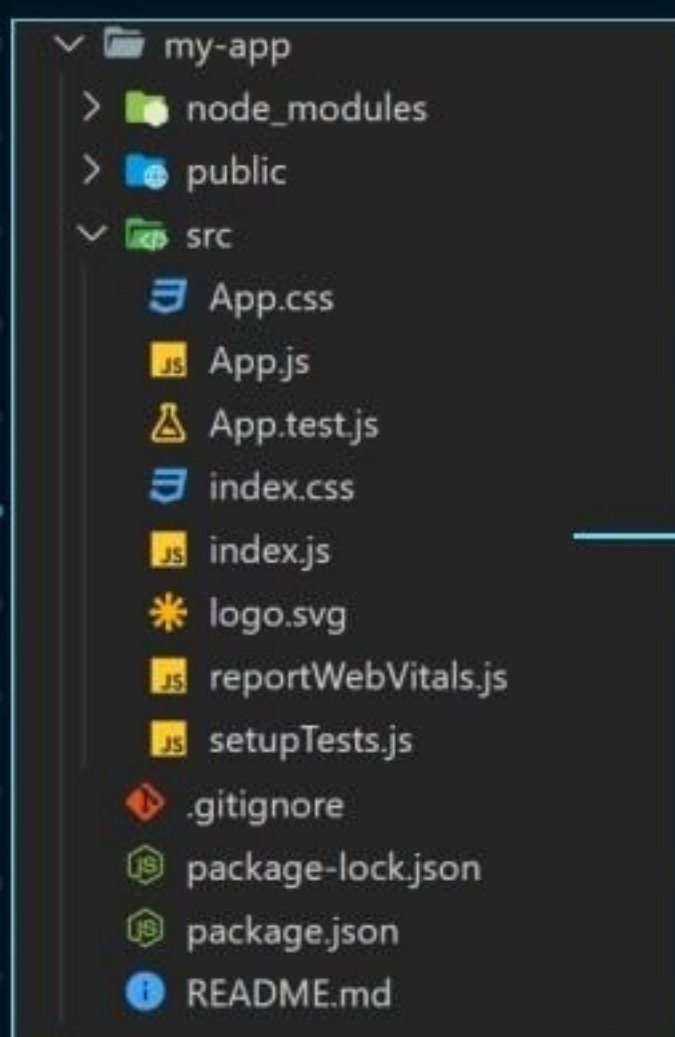 my-app
node_modules
public
src
App.css
App.js
App.test.js
index.css
index.js
logo.svg
reportWebVitals.js
setupTests.js
.gitignore
package-lock.json
package.json
README.md